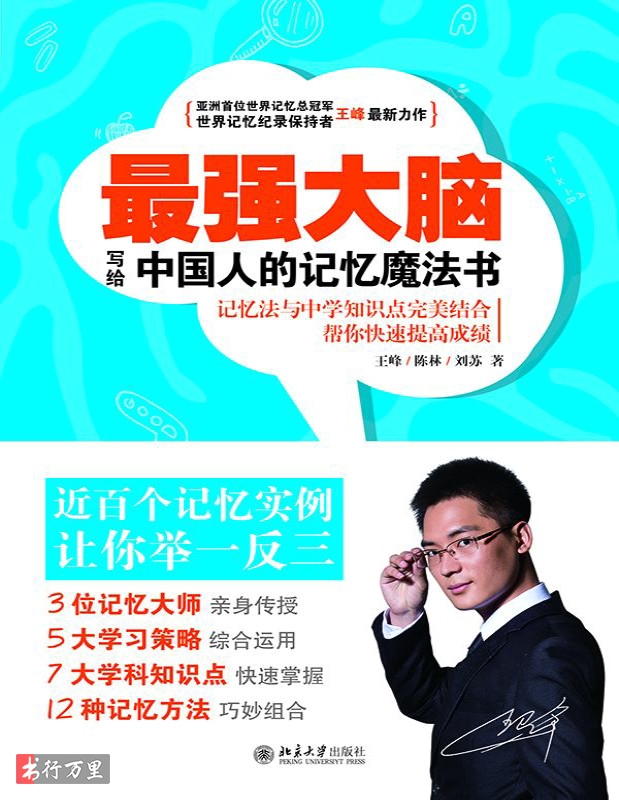 亚洲首位世界记忆总冠军
世界记忆纪录保持者 王峰 最新力作
最强大脑
写给 中国人的记忆魔法书
记忆法与中学知识点完美结合
帮你快速提高成绩
王峰/陈林/刘苏 著
近百个记忆实例
让你举一反三
3位记忆大师 亲身传授
5大学习策略 综合运用
7大学科知识点 快速掌握
12种记忆方法 巧妙组合
王峰
北京大学出版社
PEKING UNIVERSIYT PRESS
书行万里